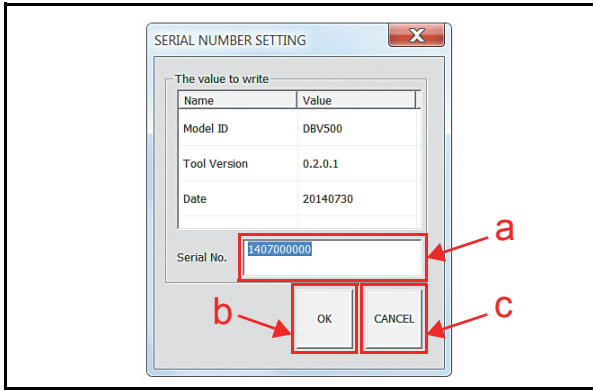 SERIAL NUMBER SETTING
The value to write
Name Value
Model ID DBV500
Tool Version 0.2.0.1
Date 20140730
Serial No. 1407000000
a
OK CANCEL
b c